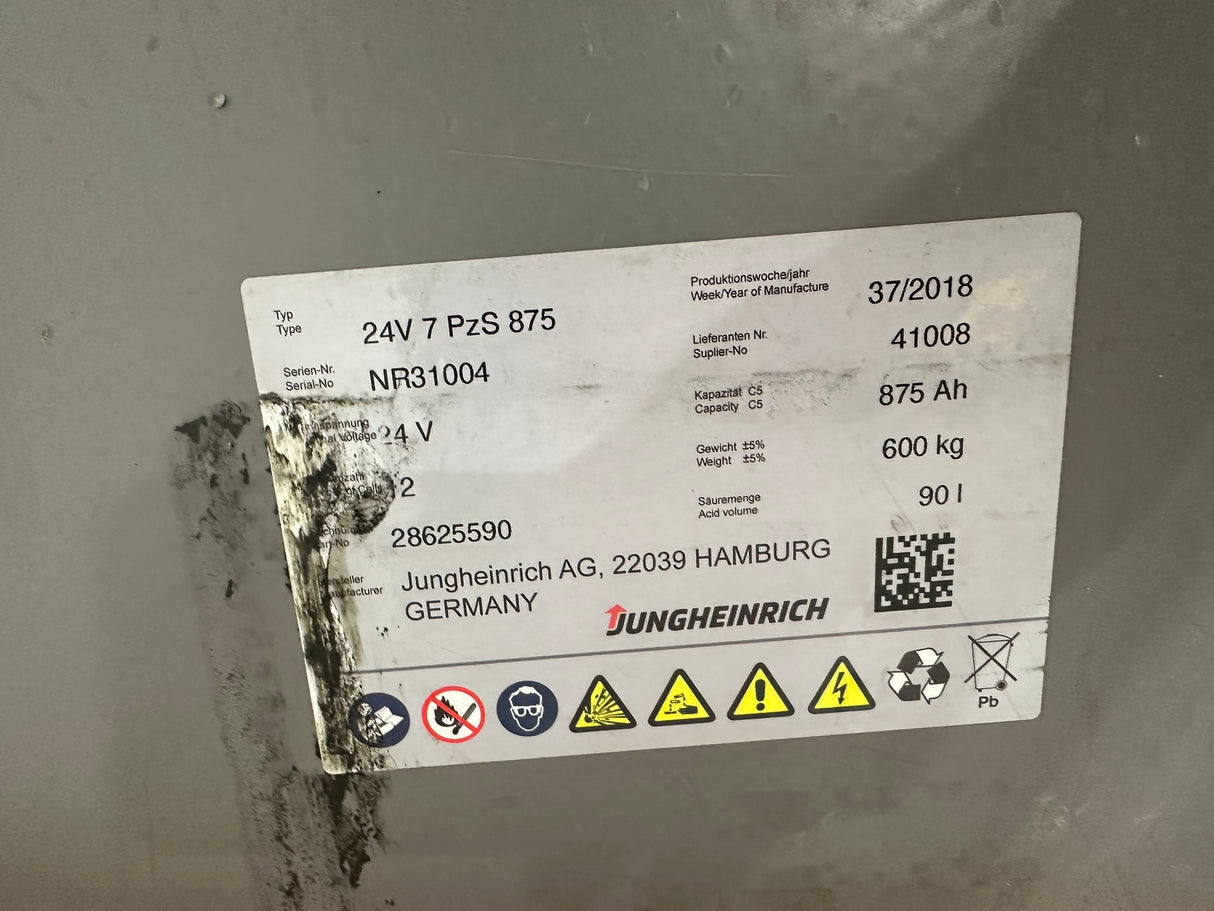 Typ
Type
24V 7 PzS 875
Serien-Nr.
Serial-No
NR31004
24 V
2
28625590
Jungheinrich AG, 22039 HAMBURG
GERMANY
Produktionswoche/jahr
Week/Year of Manufacture
37/2018
Lieferanten Nr.
Suplier-No
41008
Kapazität C5
Capacity C5
875 Ah
Gewicht ±5%
Weight ±5%
600 kg
Säuremenge
Acid volume
90 l
JUNGHEINRICH
Pb